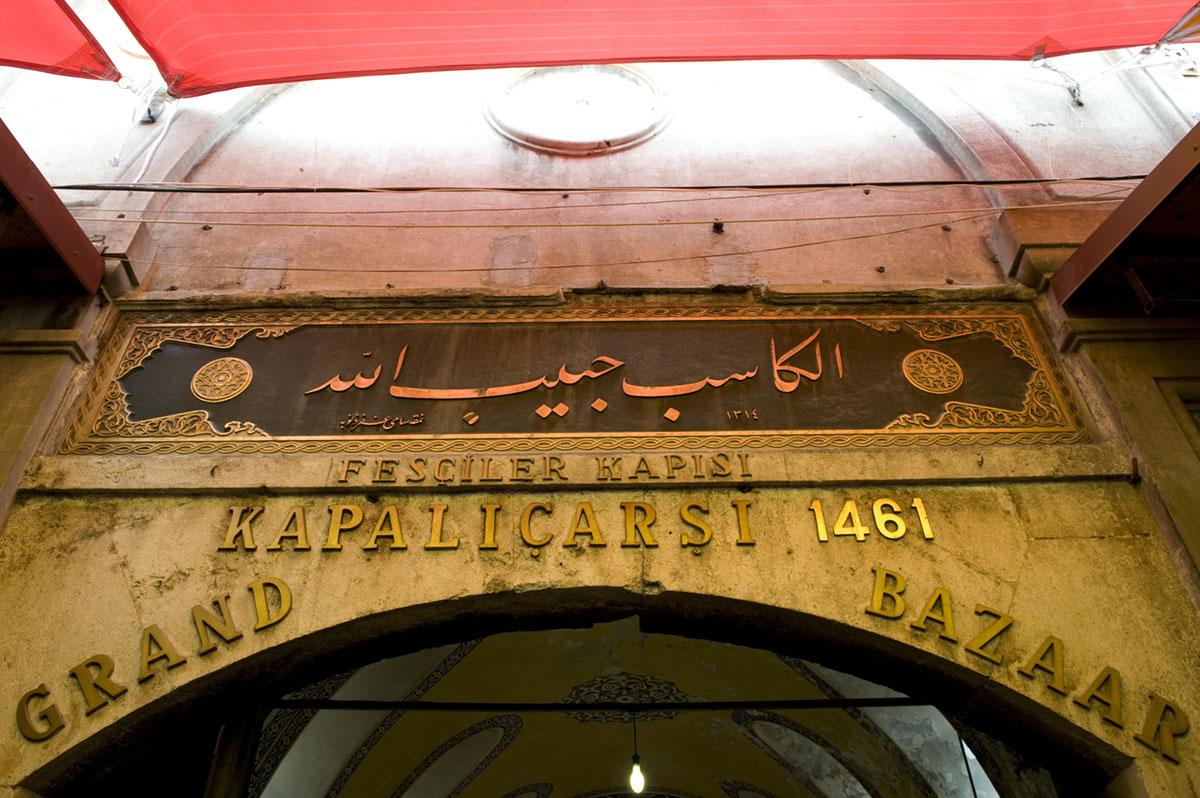 الكاسب حبيب الله
١٣١٤
FESÇİLER KAPISI
KAPALIÇARŞI 1461
GRAND BAZAAR